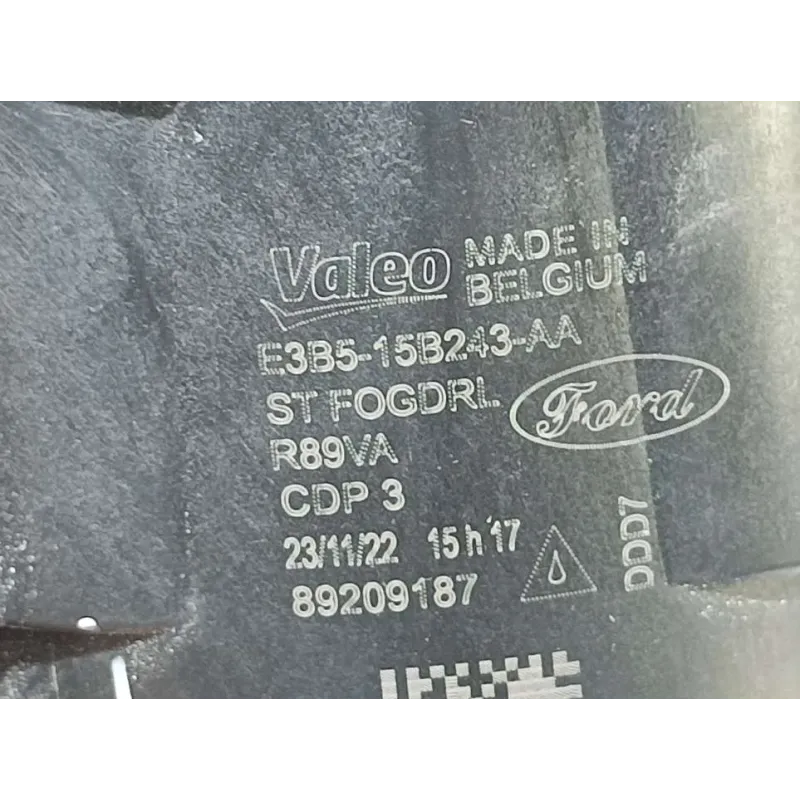 Valeo MADE IN
BELGIUM
E3B5-15B243-AA
ST FOGDRL
Ford
R89VA
CDP 3
23/11/22 15 h 17
89209187
DDD7